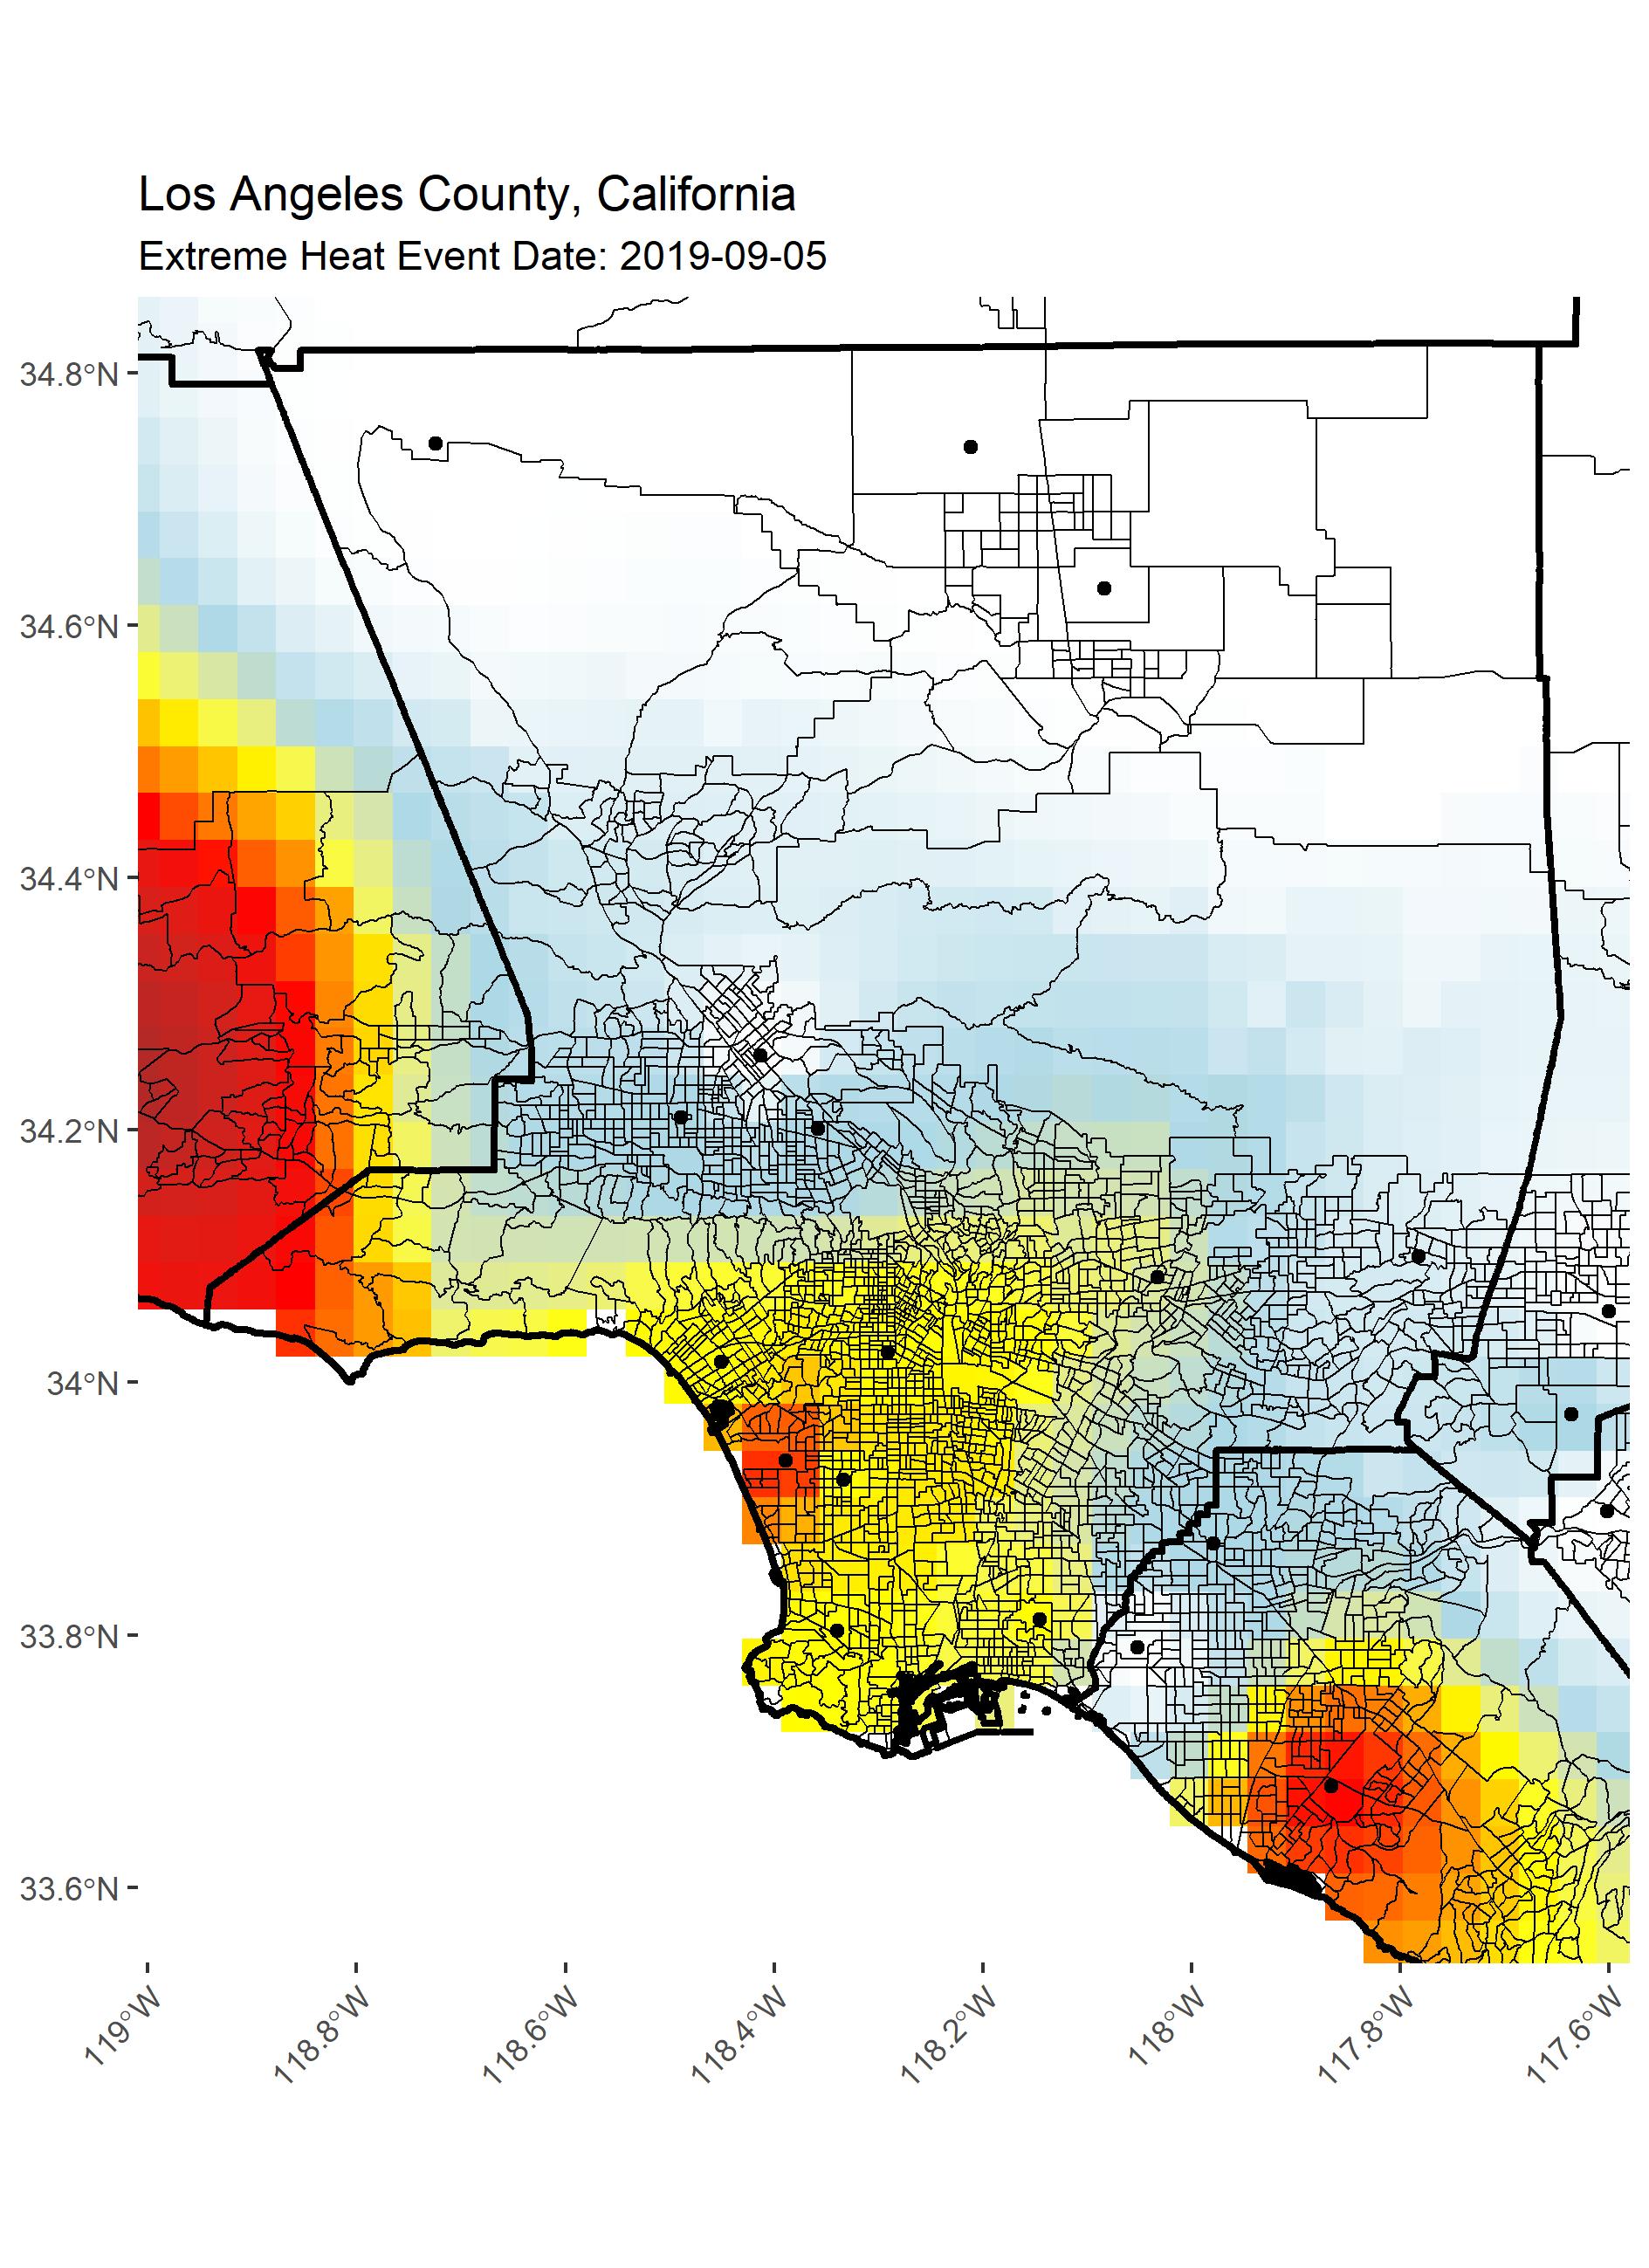 Los Angeles County, California
Extreme Heat Event Date: 2019-09-05
34.8°N
34.6°N
34.4°N
34.2°N
34°N
33.8°N
33.6°N
119°W
118.8°W
118.6°W
118.4°W
118.2°W
118°W
117.8°W
117.6°W